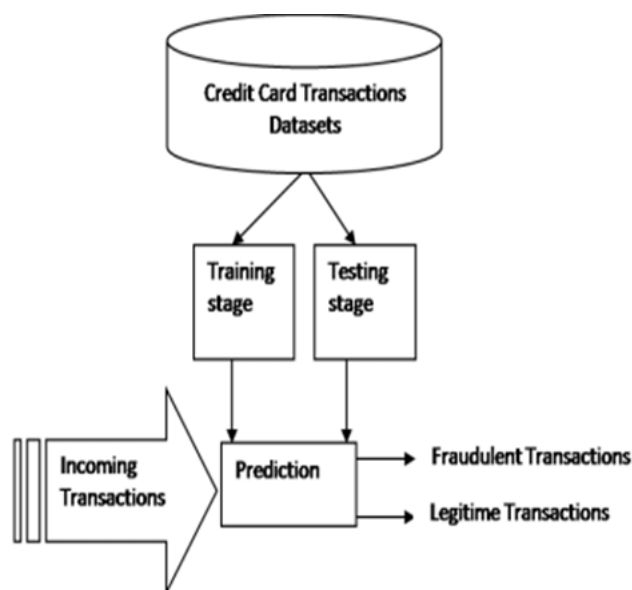 Credit Card Transactions
Datasets
Training
stage
Testing
stage
Incoming
Transactions
Prediction
Fraudulent Transactions
Legitime Transactions